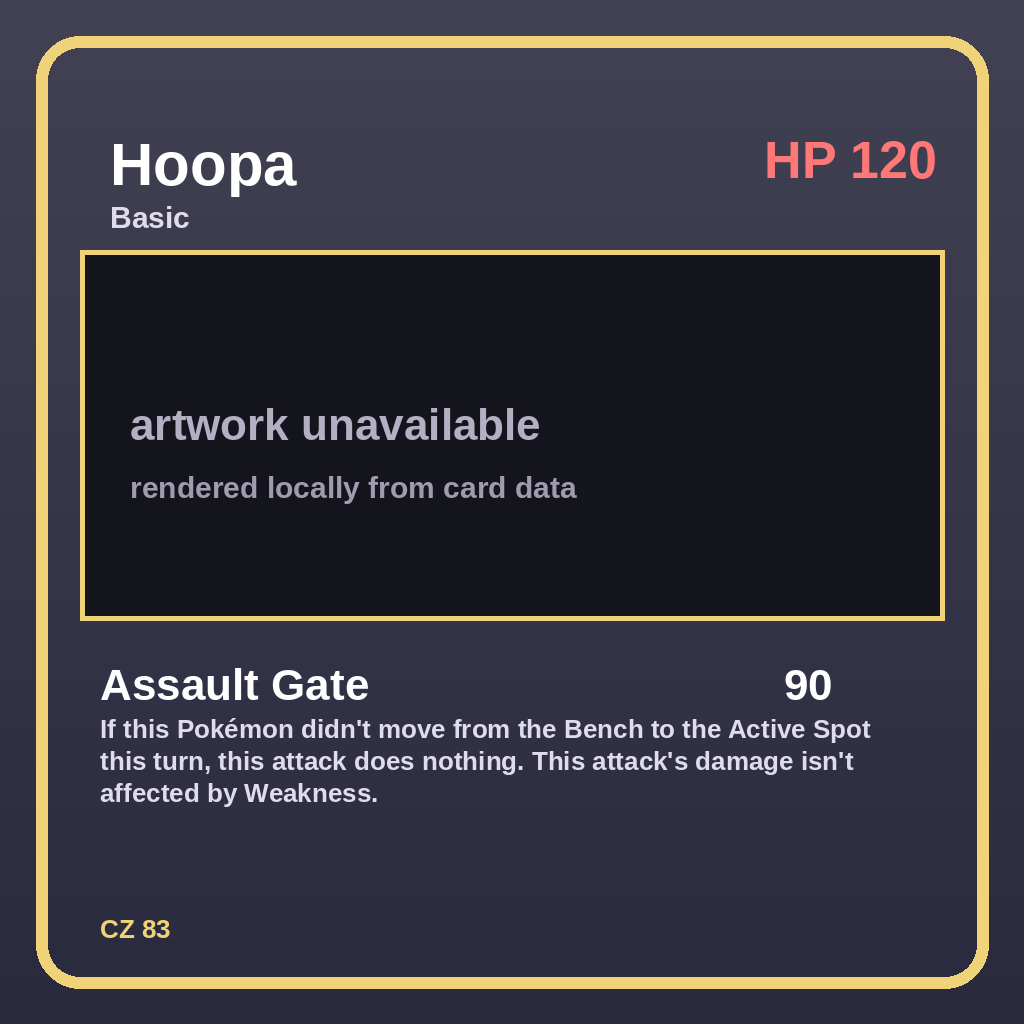 Hoopa
HP 120
Basic
artwork unavailable
rendered locally from card data
Assault Gate 90
If this Pokémon didn't move from the Bench to the Active Spot
this turn, this attack does nothing. This attack's damage isn't
affected by Weakness.
CZ 83